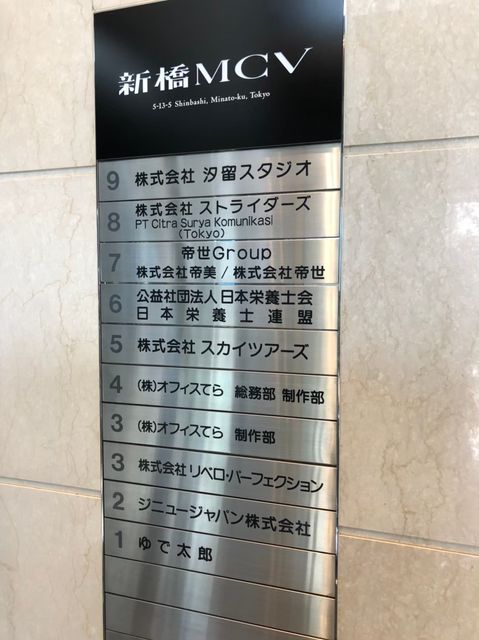 新橋MCV
5-13-5 Shinbashi, Minato-ku, Tokyo
9 株式会社 汐留スタジオ
8 株式会社 ストライダーズ
PT Citra Surya Komunikasi
(Tokyo)
7 帝世Group
株式会社帝美/株式会社帝世
6 公益社団法人日本栄養士会
日本栄養士連盟
5 株式会社 スカイツアーズ
4 (株)オフィスてら 総務部 制作部
3 (株)オフィスてら 制作部
3 株式会社 リベロ・パーフェクション
2 ジニュージャパン株式会社
1 ゆで太郎